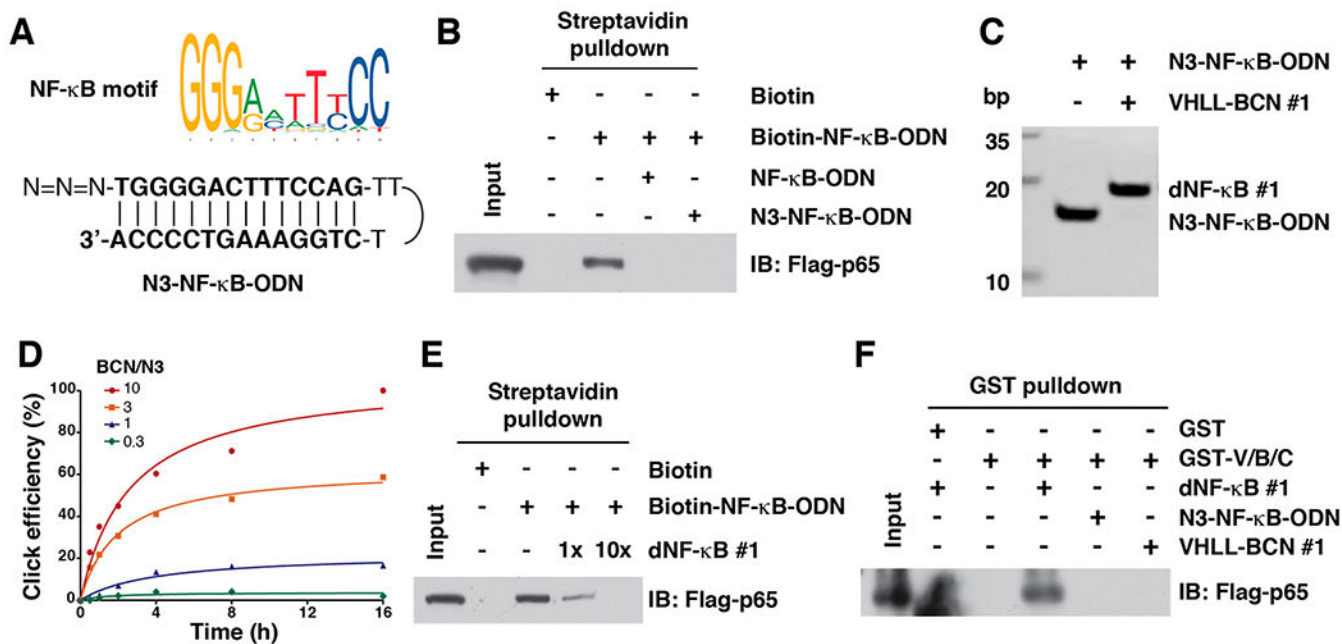 A
NF-κB motif
GGGAATTTCC
N=N=N-TGGGGACTTTCCAG-TT
3'-ACCCCTGAAAGGTC-T
N3-NF-κB-ODN
B
Streptavidin
pulldown
+ - - - Biotin
- + + + Biotin-NF-κB-ODN
- - + - NF-κB-ODN
- - - + N3-NF-κB-ODN
Input
IB: Flag-p65
C
+ + N3-NF-κB-ODN
- + VHLL-BCN #1
bp
35
20
10
dNF-κB #1
N3-NF-κB-ODN
D
BCN/N3
10
3
1
0.3
Click efficiency (%)
100
80
60
40
20
0
0 4 8 12 16
Time (h)
E
Streptavidin
pulldown
+ - - - Biotin
- + + + Biotin-NF-κB-ODN
- - 1x 10x dNF-κB #1
Input
IB: Flag-p65
F
GST pulldown
+ - - - - GST
- + + + + GST-V/B/C
+ - + - - dNF-κB #1
- - - + - N3-NF-κB-ODN
- - - - + VHLL-BCN #1
Input
IB: Flag-p65